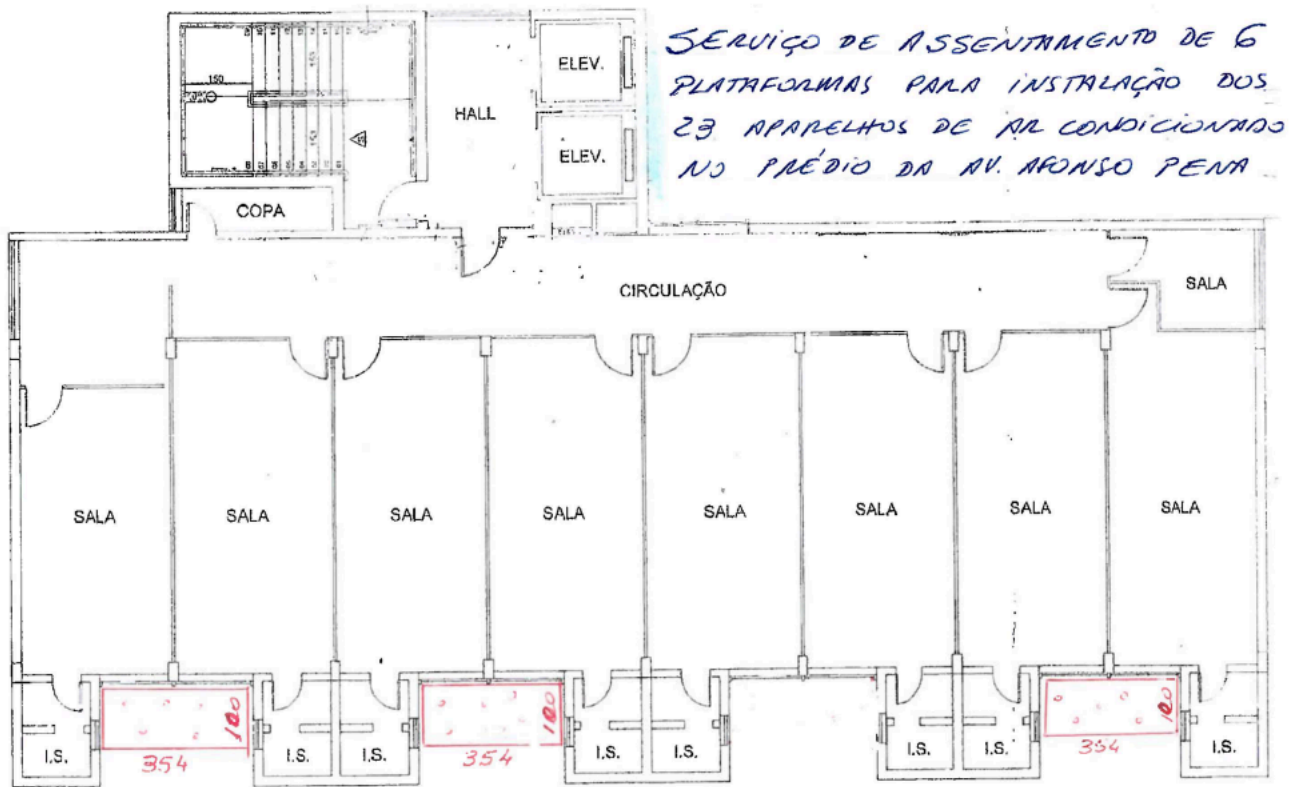 SERVIÇO DE ASSENTAMENTO DE 6
PLATAFORMAS PARA INSTALAÇÃO DOS
23 APARELHOS DE AR CONDICIONADO
NO PRÉDIO DA AV. AFONSO PENA
ELEV.
HALL
ELEV.
150
COPA
CIRCULAÇÃO
SALA
SALA
SALA
SALA
SALA
SALA
SALA
SALA
SALA
100
100
100
I.S.
I.S.
I.S.
I.S.
I.S.
I.S.
I.S.
I.S.
354
354
354